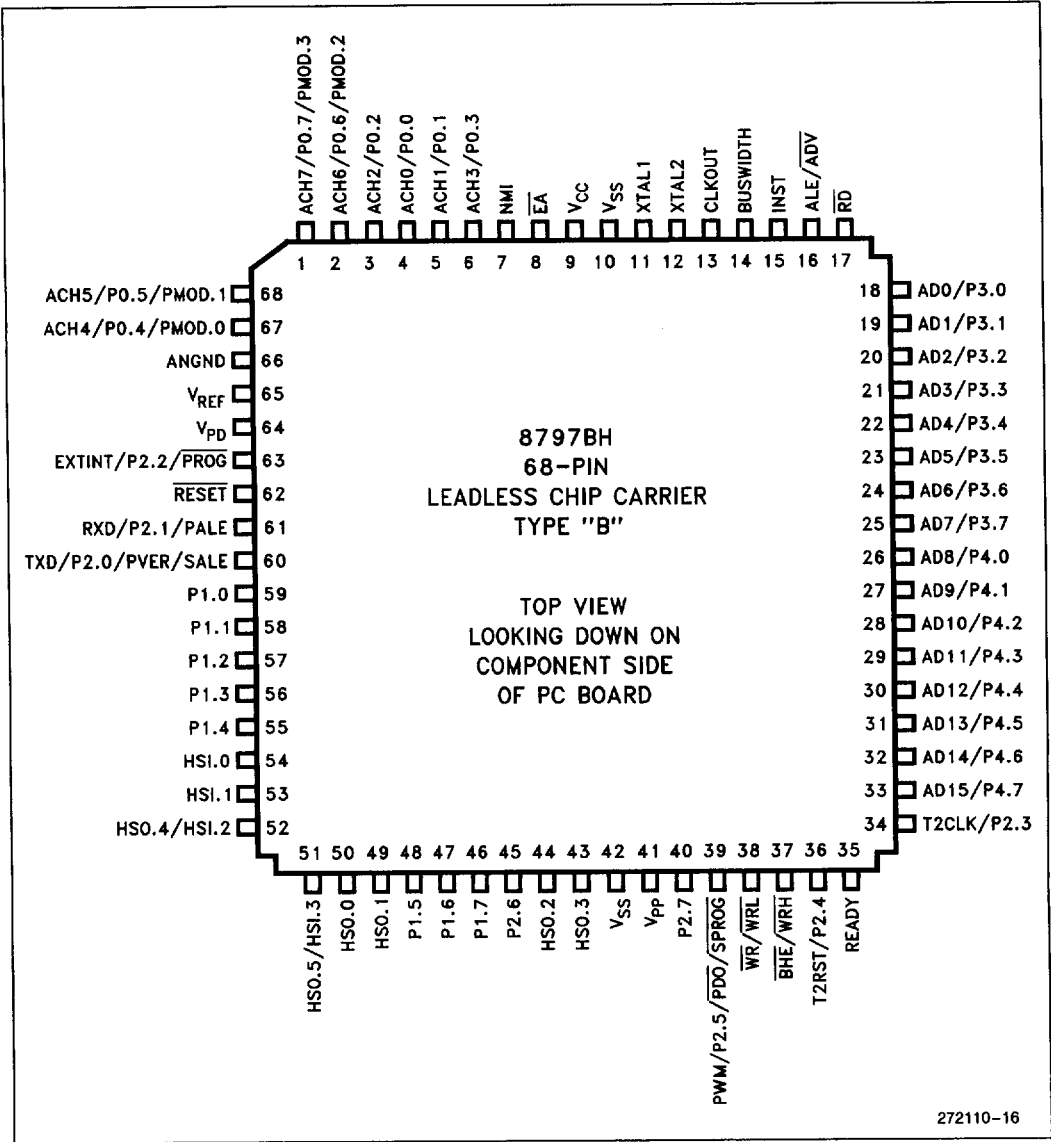 ACH7/P0.7/PMOD.3
ACH6/P0.6/PMOD.2
ACH2/P0.2
ACH0/P0.0
ACH1/P0.1
ACH3/P0.3
NMI
EA
VCC
VSS
XTAL1
XTAL2
CLKOUT
BUSWIDTH
INST
ALE/ADV
RD
1 2 3 4 5 6 7 8 9 10 11 12 13 14 15 16 17
ACH5/P0.5/PMOD.1 68
ACH4/P0.4/PMOD.0 67
ANGND 66
VREF 65
VPD 64
EXTINT/P2.2/PROG 63
RESET 62
RXD/P2.1/PALE 61
TXD/P2.0/PVER/SALE 60
P1.0 59
P1.1 58
P1.2 57
P1.3 56
P1.4 55
HSI.0 54
HSI.1 53
HSO.4/HSI.2 52
8797BH
68-PIN
LEADLESS CHIP CARRIER
TYPE "B"
TOP VIEW
LOOKING DOWN ON
COMPONENT SIDE
OF PC BOARD
18 AD0/P3.0
19 AD1/P3.1
20 AD2/P3.2
21 AD3/P3.3
22 AD4/P3.4
23 AD5/P3.5
24 AD6/P3.6
25 AD7/P3.7
26 AD8/P4.0
27 AD9/P4.1
28 AD10/P4.2
29 AD11/P4.3
30 AD12/P4.4
31 AD13/P4.5
32 AD14/P4.6
33 AD15/P4.7
34 T2CLK/P2.3
51 50 49 48 47 46 45 44 43 42 41 40 39 38 37 36 35
HSO.5/HSI.3
HSO.0
HSO.1
P1.5
P1.6
P1.7
P2.6
HSO.2
HSO.3
VSS
VPP
P2.7
PWM/P2.5/PDO/SPROG
WR/WRL
BHE/WRH
T2RST/P2.4
READY
272110-16